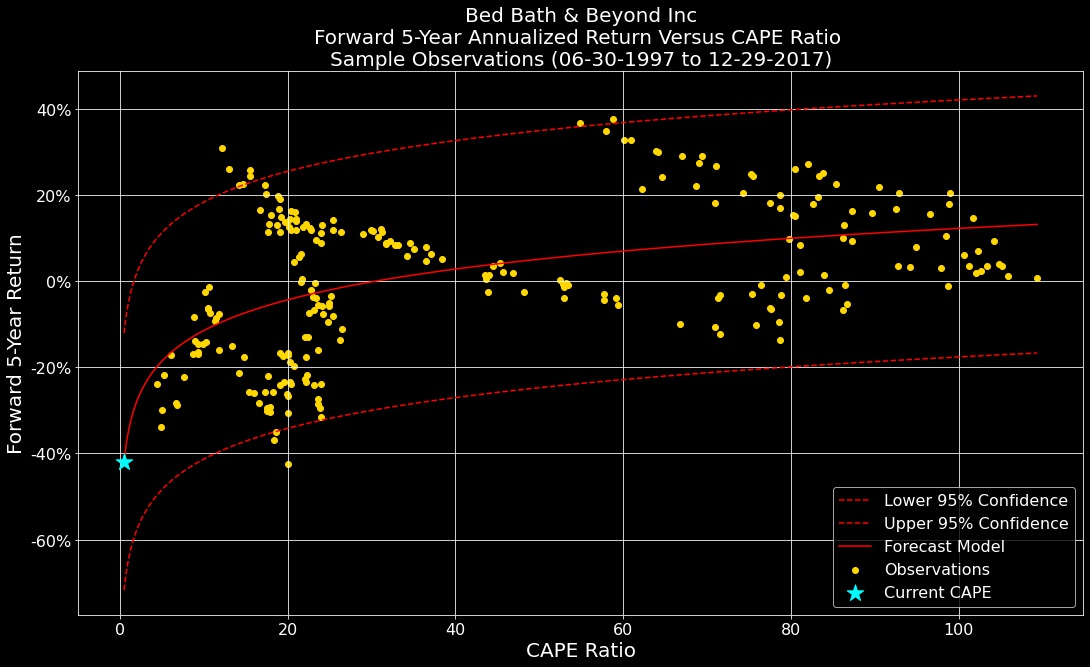 Bed Bath & Beyond Inc
Forward 5-Year Annualized Return Versus CAPE Ratio
Sample Observations (06-30-1997 to 12-29-2017)
Forward 5-Year Return
40%
20%
0%
-20%
-40%
-60%
Lower 95% Confidence
Upper 95% Confidence
Forecast Model
Observations
Current CAPE
0 20 40 60 80 100
CAPE Ratio